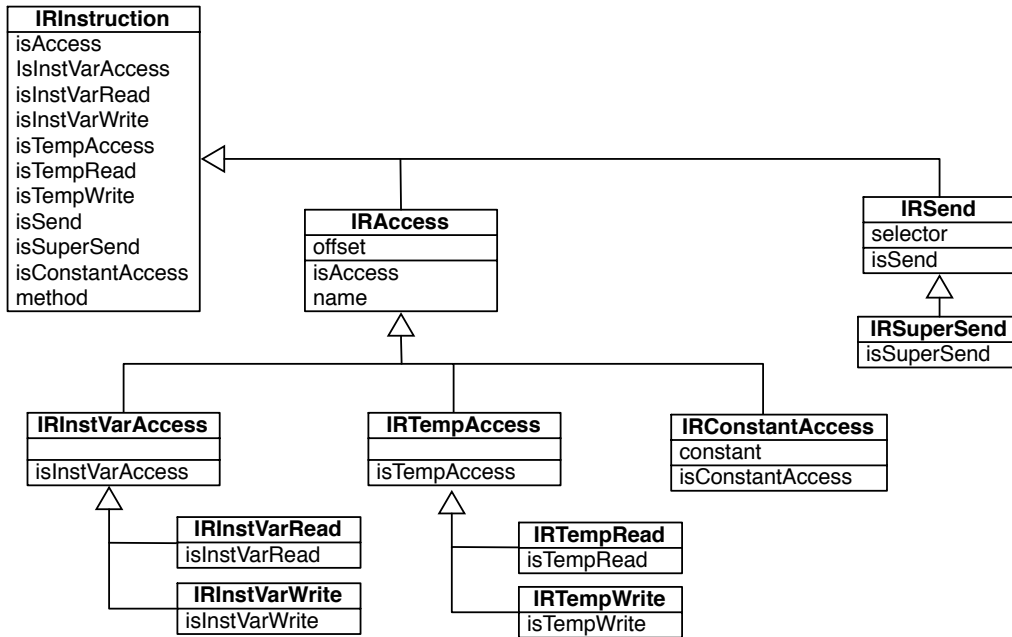 IRInstruction
isAccess
IsInstVarAccess
isInstVarRead
isInstVarWrite
isTempAccess
isTempRead
isTempWrite
isSend
isSuperSend
isConstantAccess
method
IRAccess
offset
isAccess
name
IRSend
selector
isSend
IRSuperSend
isSuperSend
IRInstVarAccess
isInstVarAccess
IRTempAccess
isTempAccess
IRConstantAccess
constant
isConstantAccess
IRInstVarRead
isInstVarRead
IRInstVarWrite
isInstVarWrite
IRTempRead
isTempRead
IRTempWrite
isTempWrite